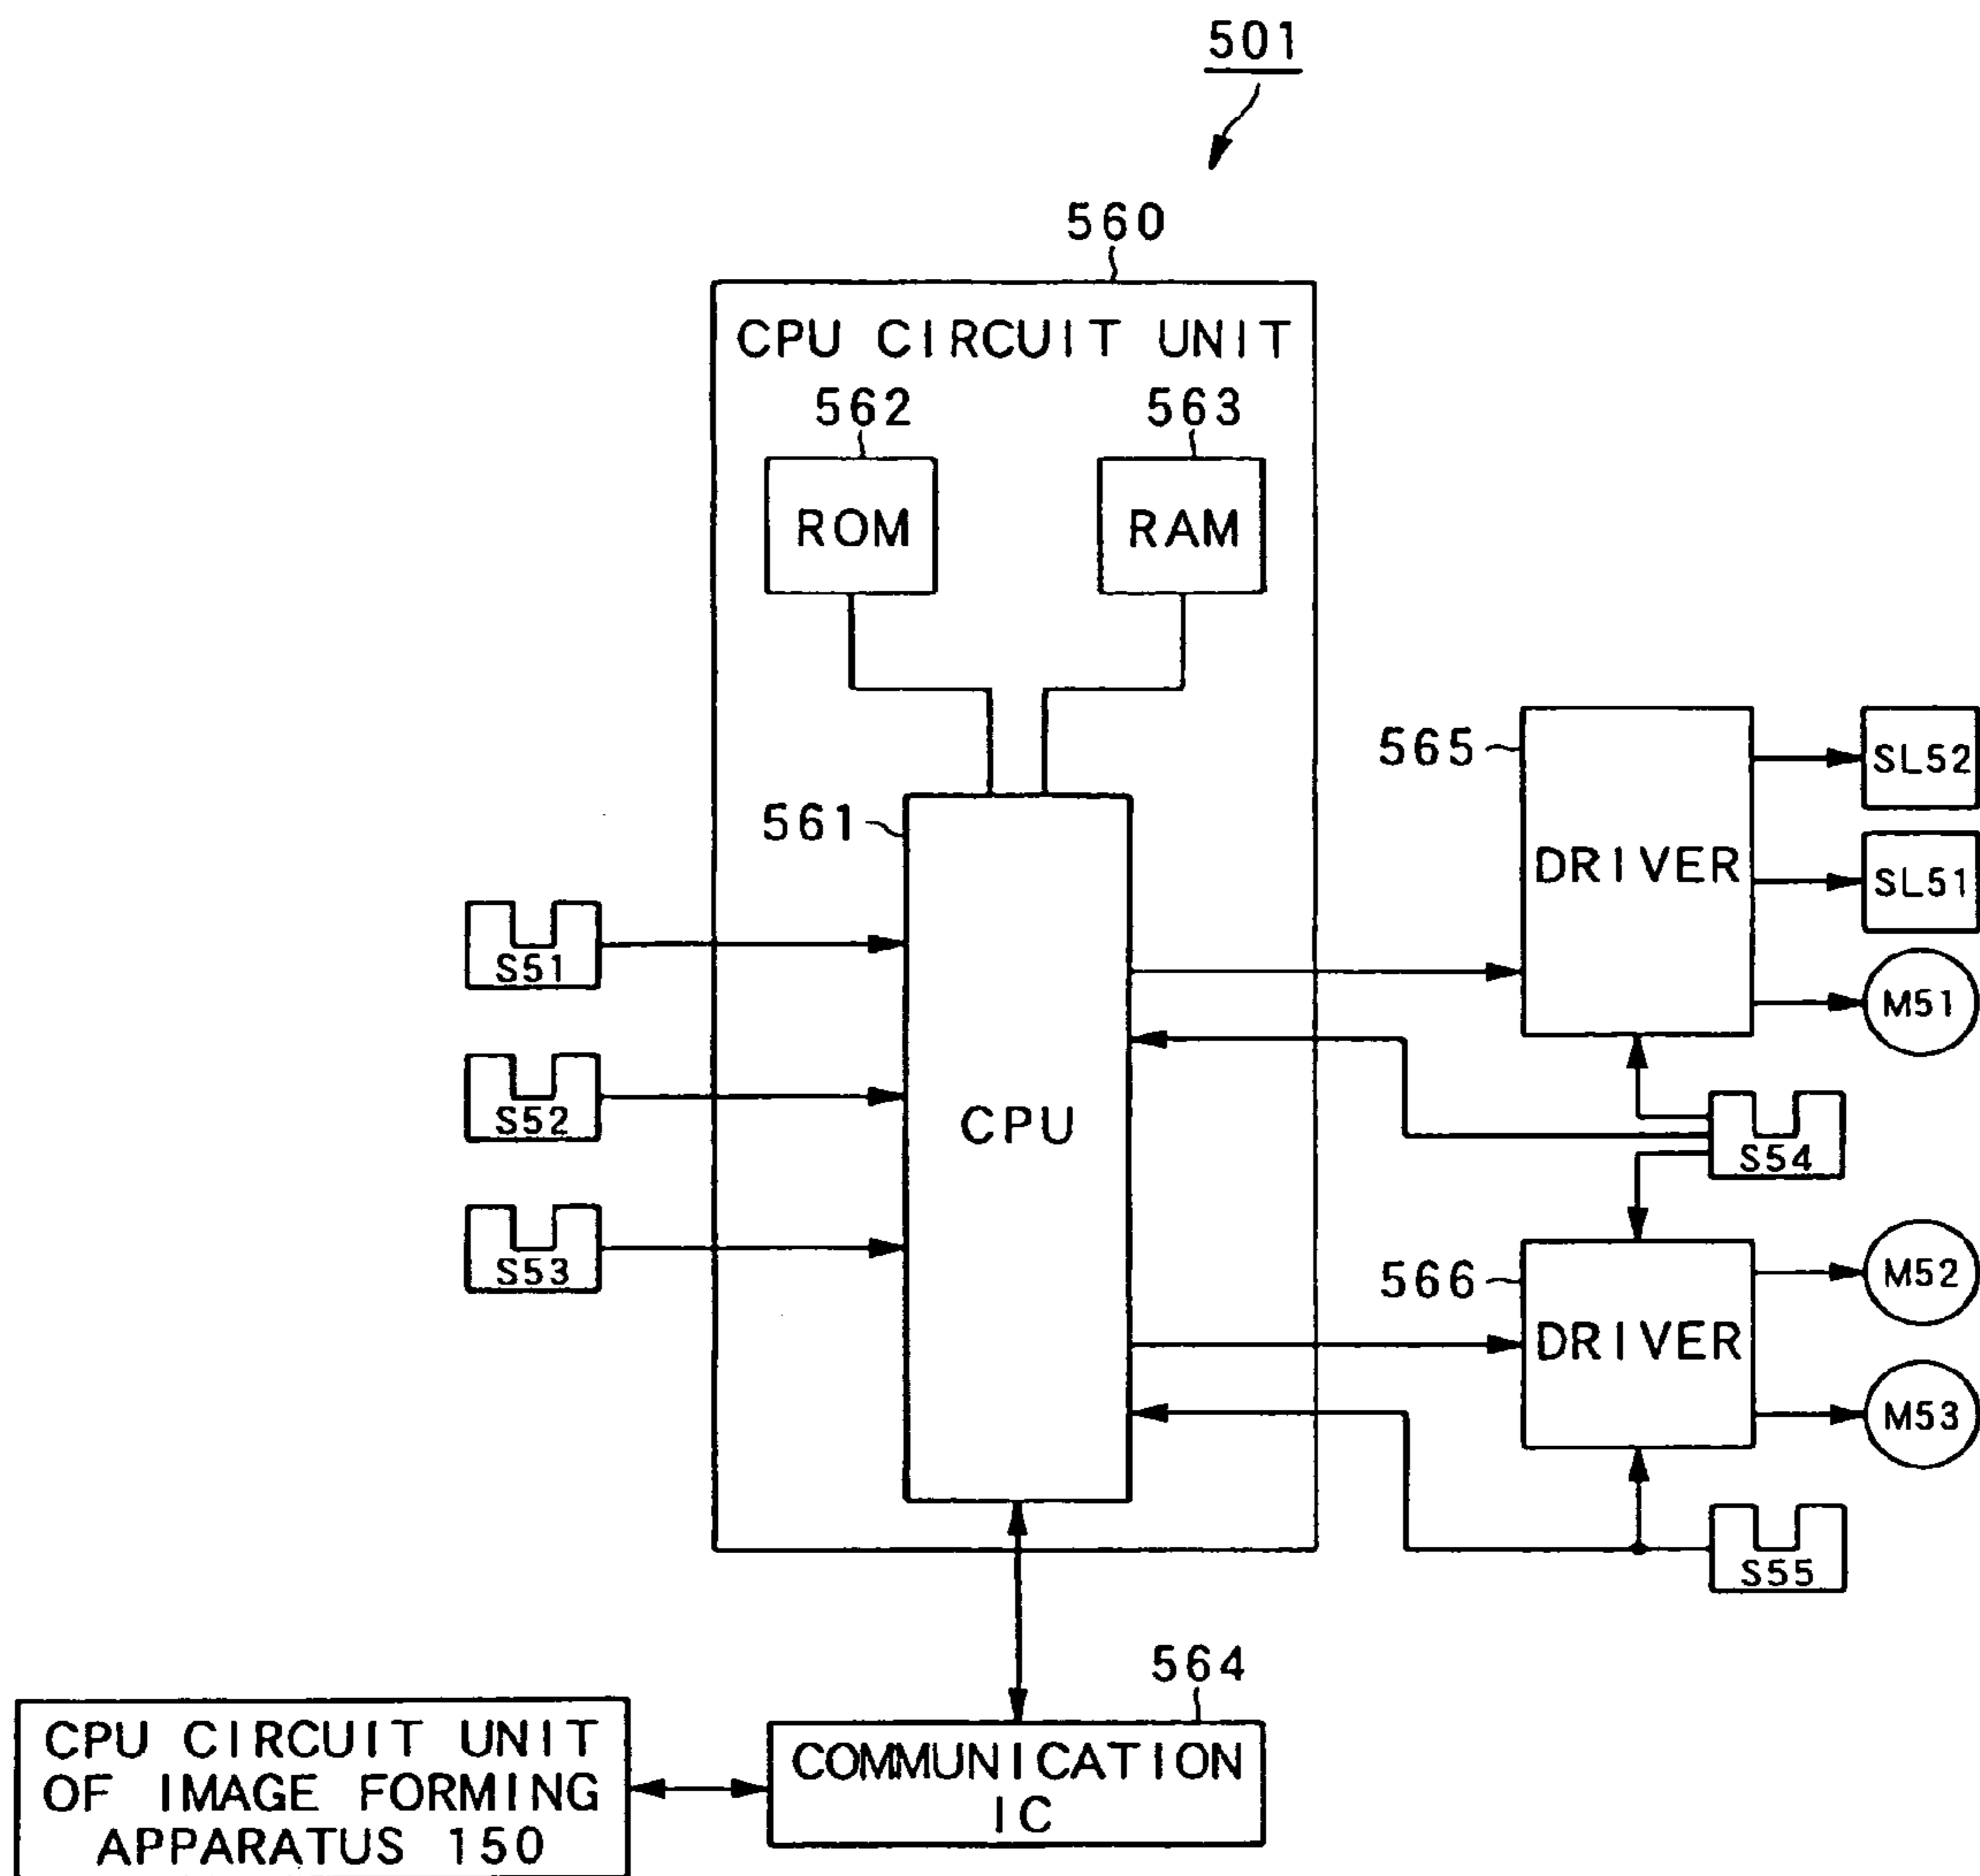 501
560
CPU CIRCUIT UNIT
562
563
ROM
RAM
565
SL52
561
DRIVER
SL51
S51
M51
S52
CPU
S54
S53
566
M52
DRIVER
M53
S55
564
CPU CIRCUIT UNIT
OF IMAGE FORMING
APPARATUS 150
COMMUNICATION
IC